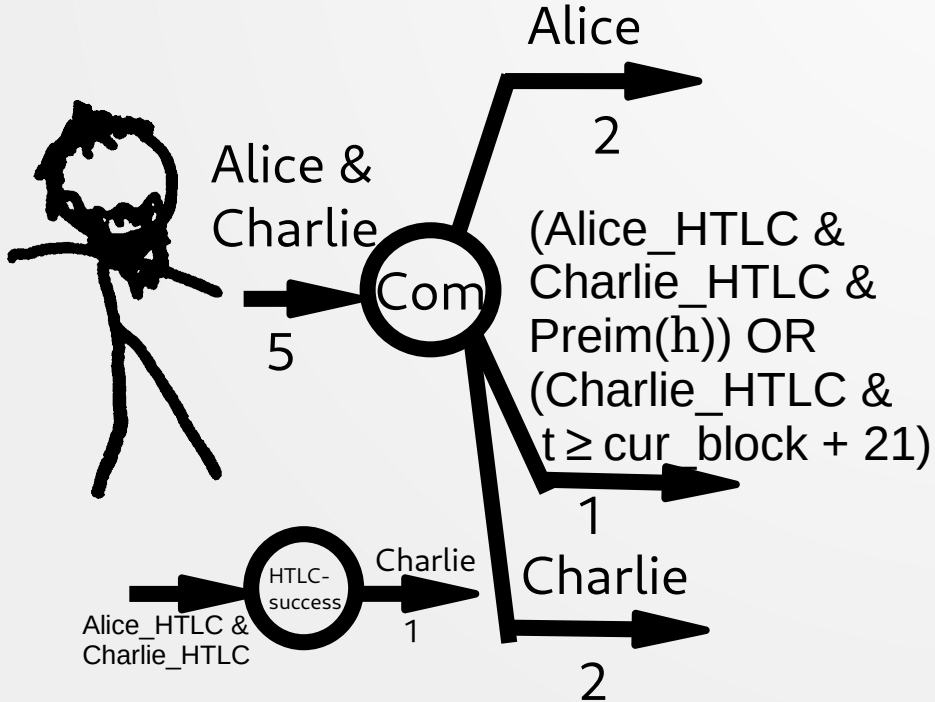 Alice
2
Alice &
Charlie
5
Com
(Alice_HTLC &
Charlie_HTLC &
Preim(h)) OR
(Charlie_HTLC &
t ≥ cur_block + 21)
1
Charlie
2
HTLC-
success
Charlie
1
Alice_HTLC &
Charlie_HTLC